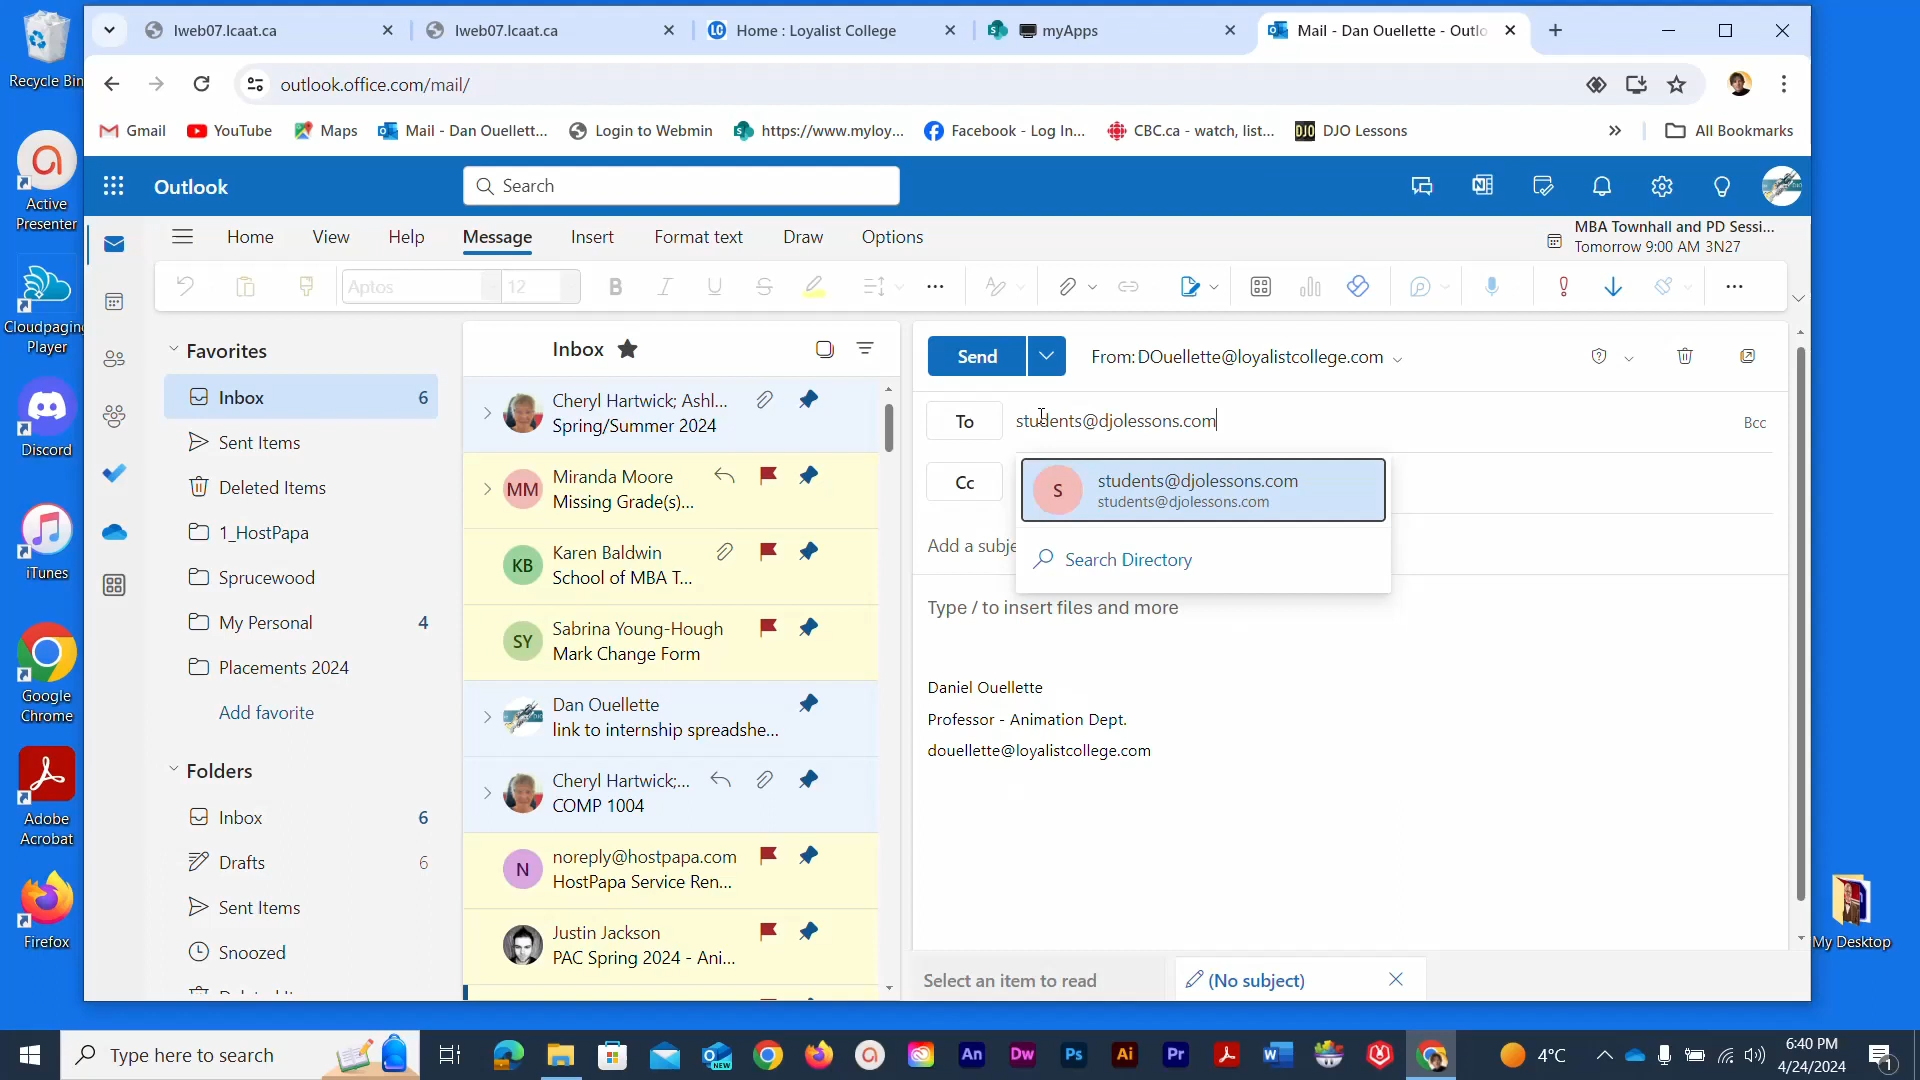 Recycle Bin
Active
Presenter
Cloudpaging
Player
Discord
iTunes
Google
Chrome
Adobe
Acrobat
Firefox
My Desktop
lweb07.lcaat.ca
lweb07.lcaat.ca
Home : Loyalist College
myApps
Mail - Dan Ouellette - Outlo
outlook.office.com/mail/
Gmail
YouTube
Maps
Mail - Dan Ouellett...
Login to Webmin
https://www.myloy...
Facebook - Log In...
CBC.ca - watch, list...
DJO
DJO Lessons
All Bookmarks
Outlook
Search
Home
View
Help
Message
Insert
Format text
Draw
Options
MBA Townhall and PD Sessi...
Tomorrow 9:00 AM 3N27
Aptos
12
Favorites
Inbox
6
Sent Items
Deleted Items
1_HostPapa
Sprucewood
My Personal
4
Placements 2024
Add favorite
Folders
Inbox
6
Drafts
6
Sent Items
Snoozed
Inbox
Cheryl Hartwick; Ashl...
Spring/Summer 2024
MM
Miranda Moore
Missing Grade(s)...
KB
Karen Baldwin
School of MBA T...
SY
Sabrina Young-Hough
Mark Change Form
Dan Ouellette
link to internship spreadshe...
Cheryl Hartwick;...
COMP 1004
N
noreply@hostpapa.com
HostPapa Service Ren...
Justin Jackson
PAC Spring 2024 - Ani...
Send
From: DOuellette@loyalistcollege.com
To
students@djolessons.com
Bcc
Cc
S
students@djolessons.com
students@djolessons.com
Search Directory
Add a subje
Type / to insert files and more
Daniel Ouellette
Professor - Animation Dept.
douellette@loyalistcollege.com
Select an item to read
(No subject)
Type here to search
NEW
An
Dw
Ps
Ai
Pr
4°C
6:40 PM
4/24/2024
1